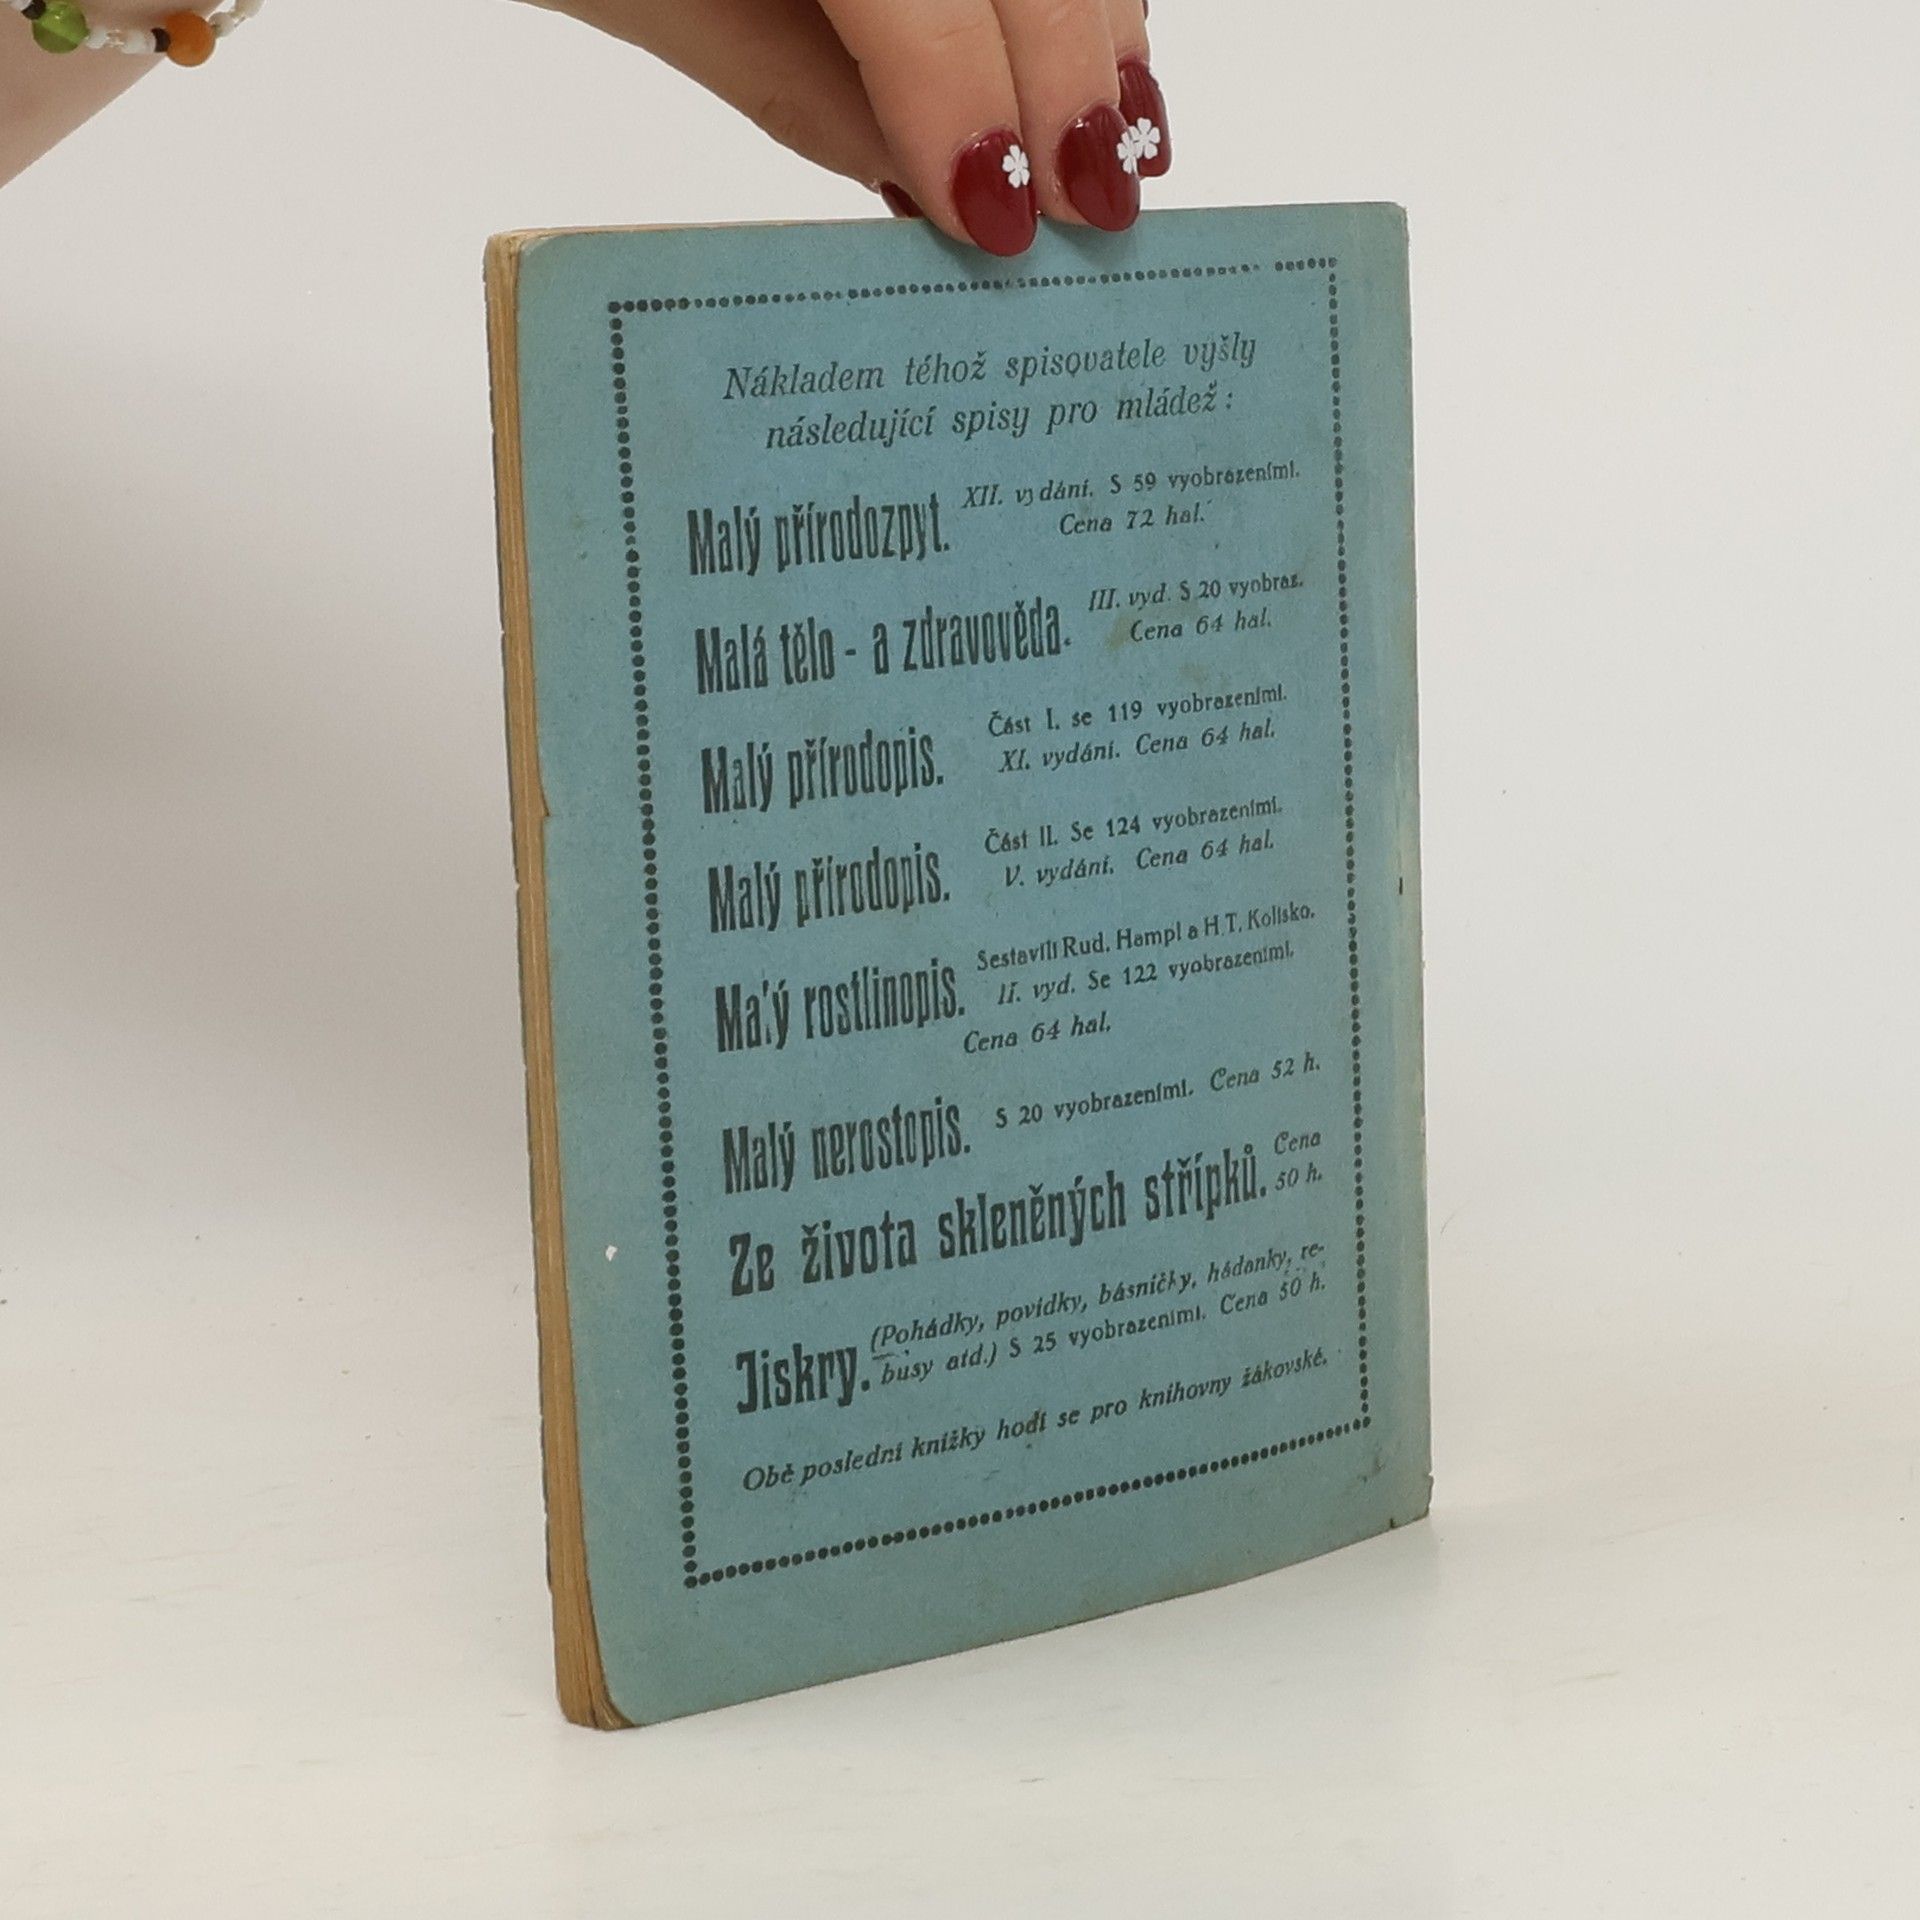 Nákladem téhož spisovatele vyšly
následující spisy pro mládež:
Malý přírodozpyt. XII. vydání. S 59 vyobrazeními.
Cena 72 hal.
Malá tělo - a zdravověda. III. vyd. S 20 vyobraz.
Cena 64 hal.
Malý přírodopis. Část I. se 119 vyobrazeními.
XI. vydání. Cena 64 hal.
Malý přírodopis. Část II. Se 124 vyobrazeními.
V. vydání. Cena 64 hal.
Malý rostlinopis. Sestavili Rud. Hampl a H. T. Kolisko.
II. vyd. Se 122 vyobrazeními.
Cena 64 hal.
Malý nerostopis. S 20 vyobrazeními. Cena 52 h.
Ze života skleněných střípků. Cena
50 h.
Jiskry. (Pohádky, povídky, básničky, hádanky, re-
busy atd.) S 25 vyobrazeními. Cena 50 h.
Obě poslední knížky hodí se pro knihovny žákovské.